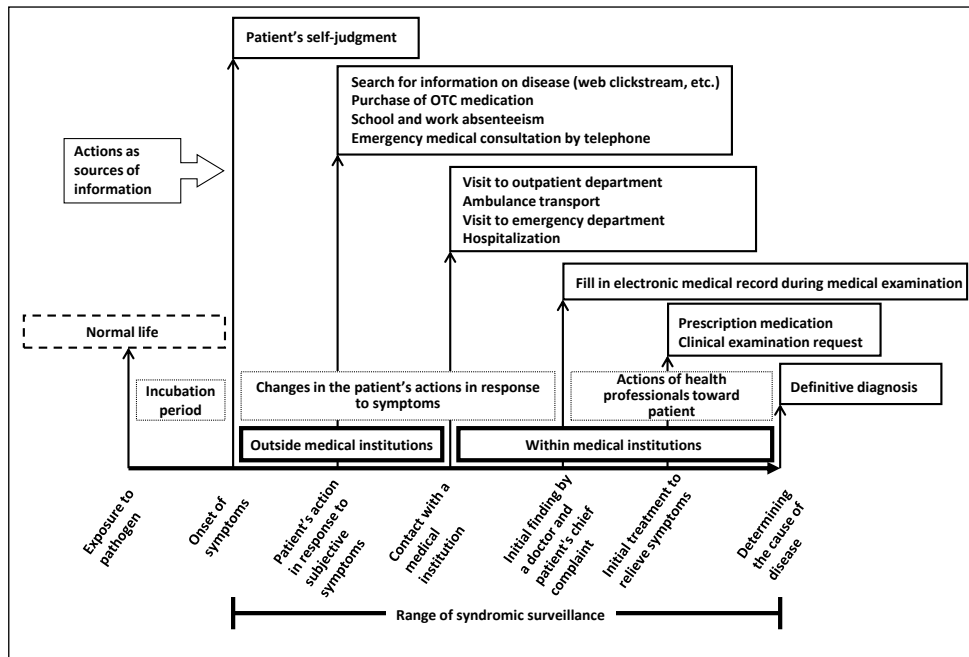 Patient's self-judgment
Search for information on disease (web clickstream, etc.)
Purchase of OTC medication
School and work absenteeism
Emergency medical consultation by telephone
Actions as
sources of
information
Visit to outpatient department
Ambulance transport
Visit to emergency department
Hospitalization
Fill in electronic medical record during medical examination
Normal life
Prescription medication
Clinical examination request
Incubation
period
Changes in the patient's actions in response
to symptoms
Actions of health
professionals toward
patient
Definitive diagnosis
Outside medical institutions
Within medical institutions
Exposure to
pathogen
Onset of
symptoms
Patient's action
in response to
subjective
symptoms
Contact with a
medical
institution
Initial finding by
a doctor and
patient's chief
complaint
Initial treatment to
relieve symptoms
Determining
the cause of
disease
Range of syndromic surveillance